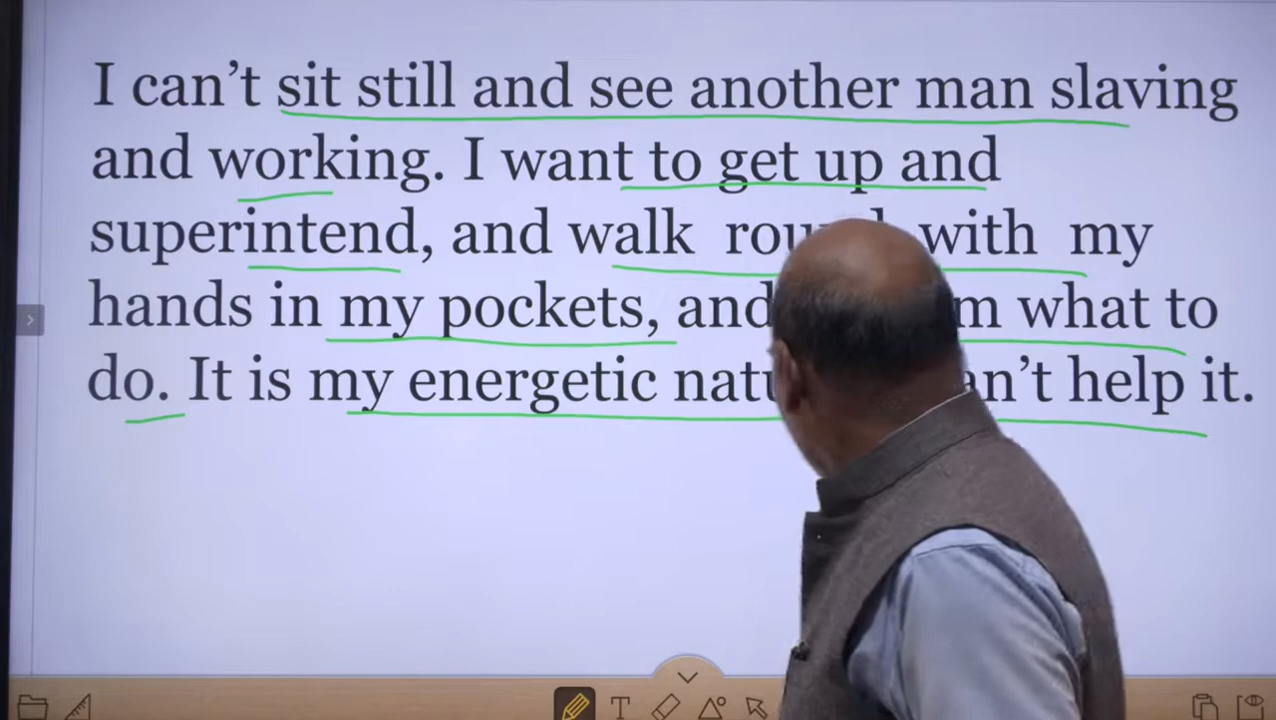 I can’t sit still and see another man slaving
and working. I want to get up and
superintend, and walk with my
hands in my pockets, and what to
do. It is my energetic help it.